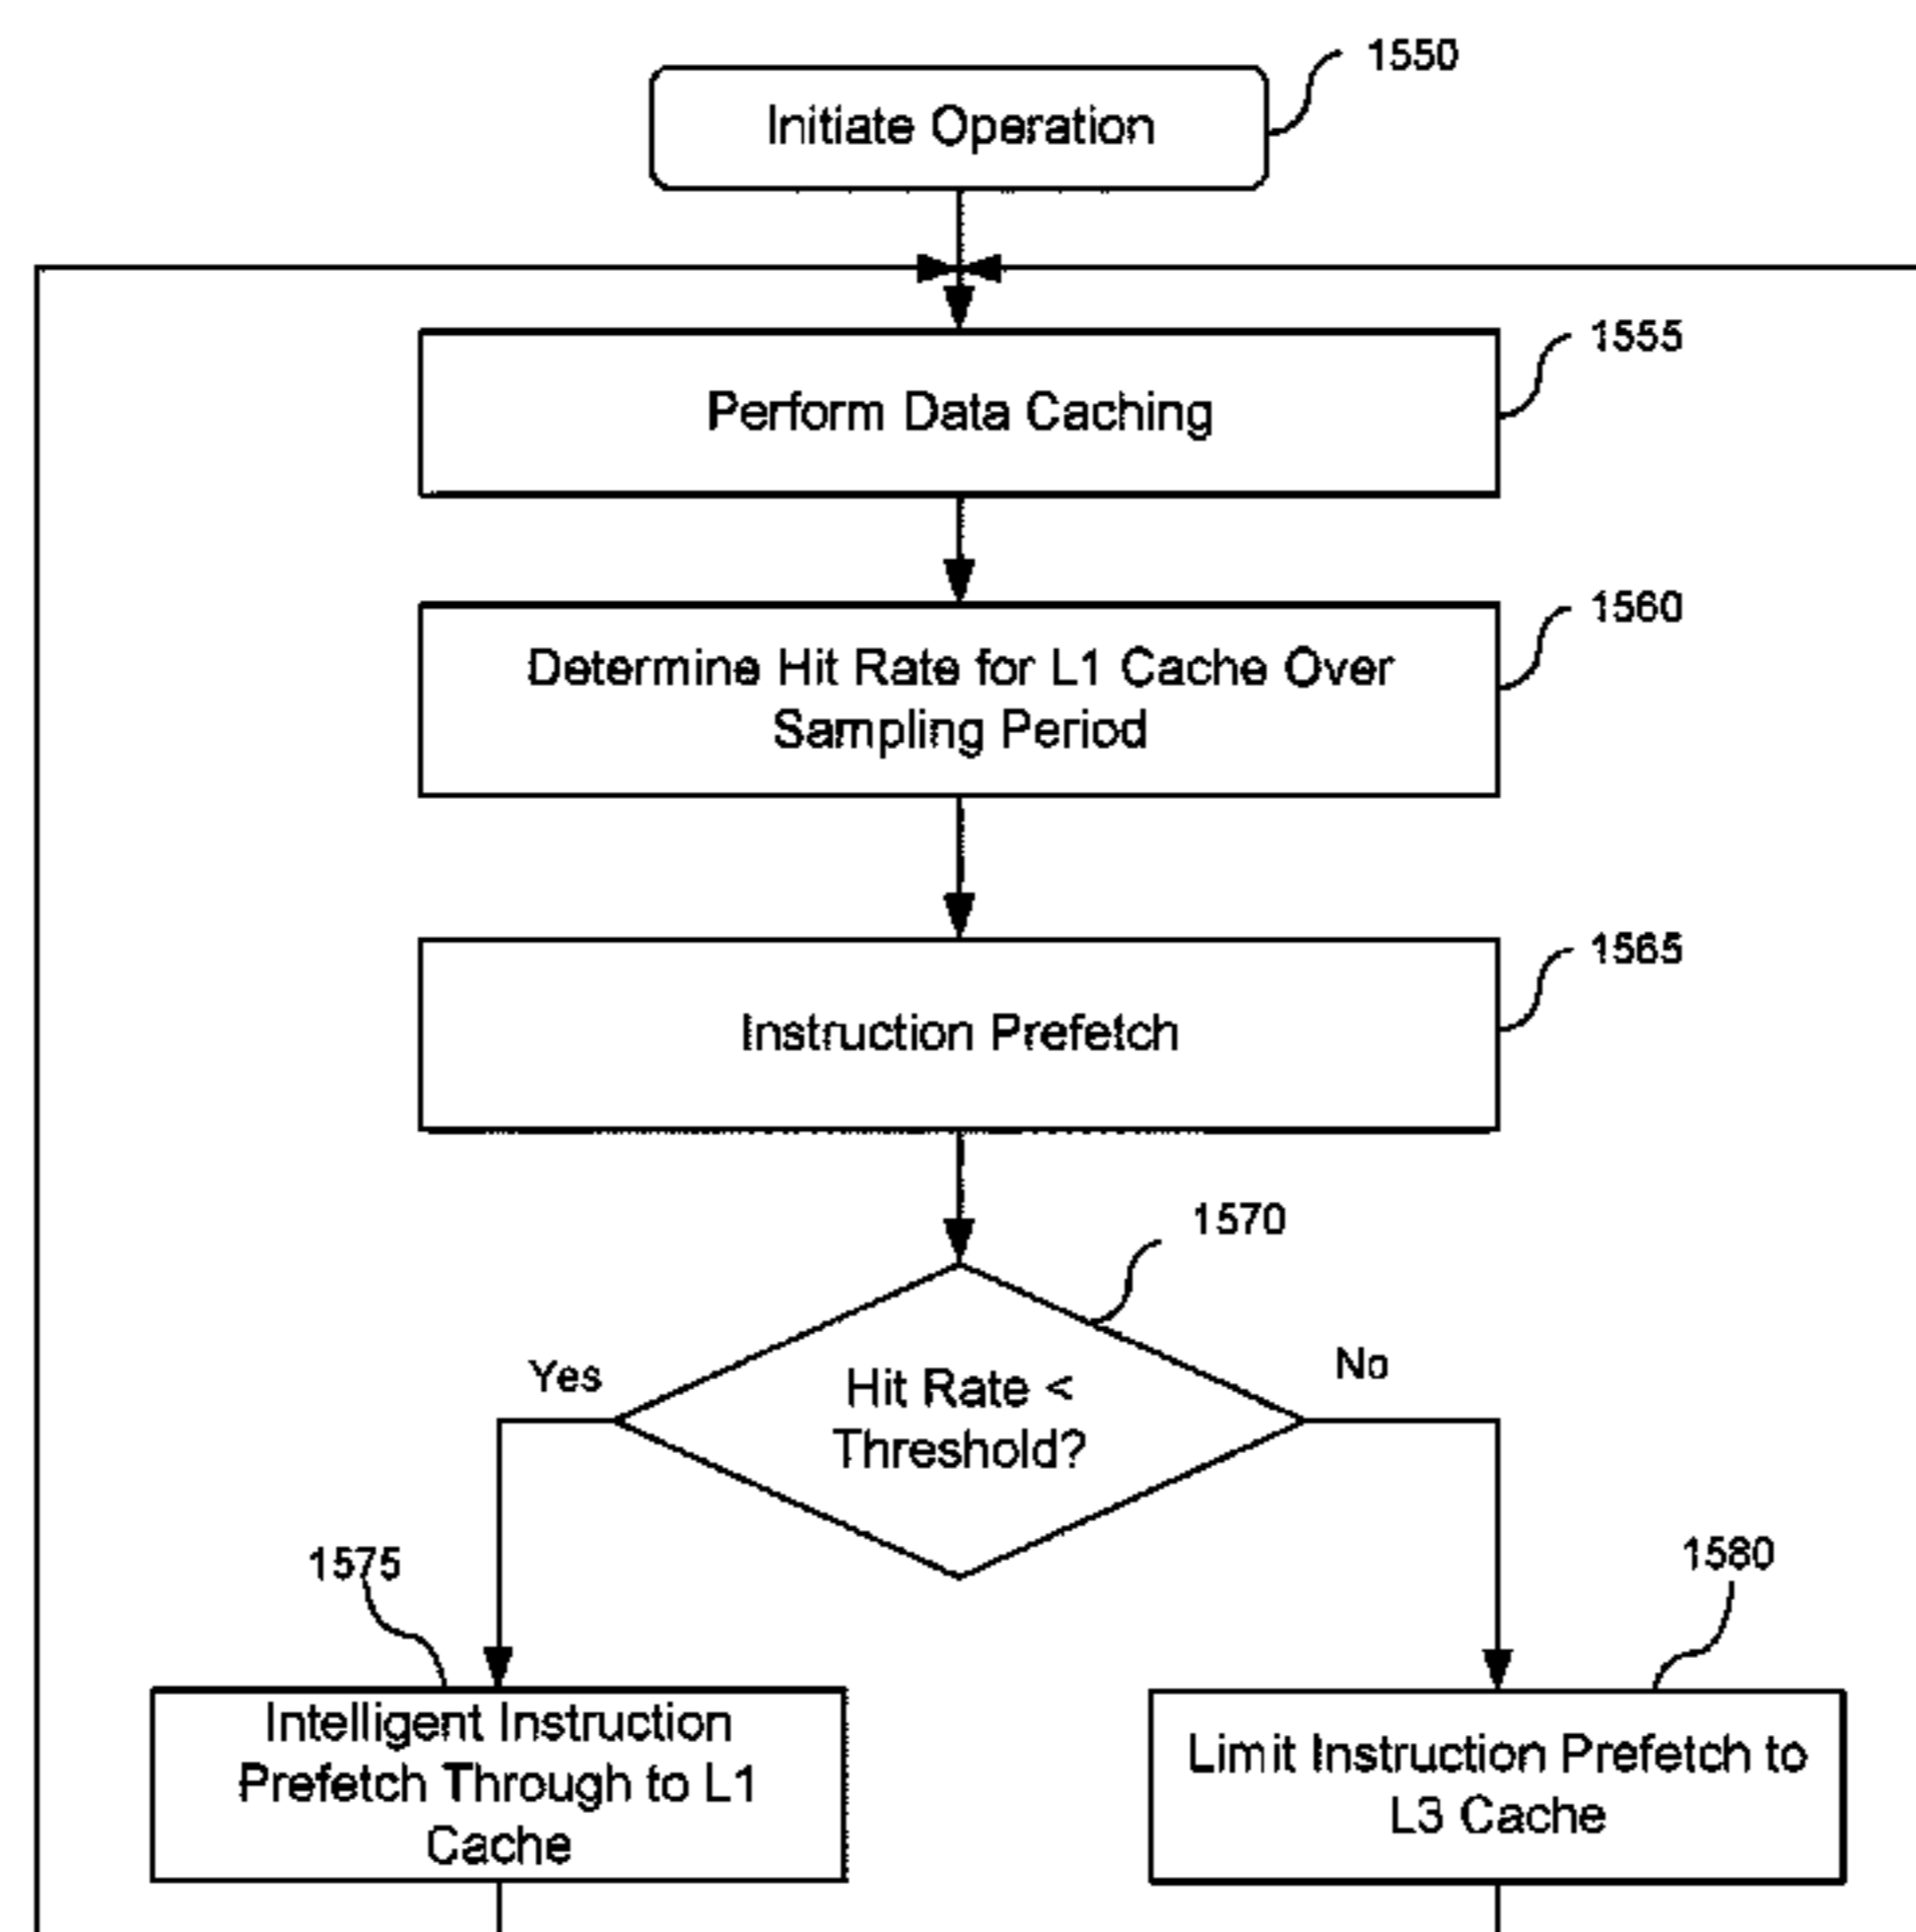 1550
Initiate Operation
1555
Perform Data Caching
1560
Determine Hit Rate for L1 Cache Over
Sampling Period
1565
Instruction Prefetch
1570
Yes
No
Hit Rate <
Threshold?
1575
1580
Intelligent Instruction
Prefetch Through to L1
Cache
Limit Instruction Prefetch to
L3 Cache